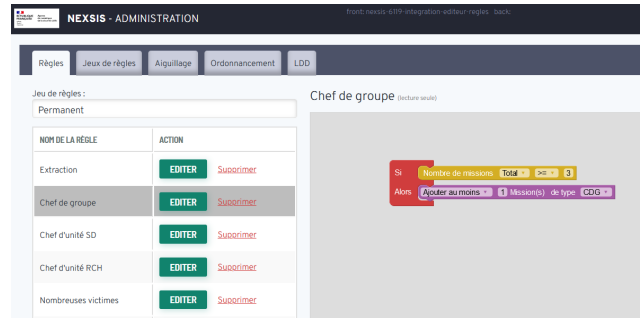 NEXSIS - ADMINISTRATION
front: nexsis-6119-integration-editeur-regles back:
Règles
Jeux de règles
Aiguillage
Ordonnancement
LDD
Jeu de règles :
Permanent
NOM DE LA RÈGLE ACTION
Extraction EDITER Supprimer
Chef de groupe EDITER Supprimer
Chef d'unité SD EDITER Supprimer
Chef d'unité RCH EDITER Supprimer
Nombreuses victimes EDITER Supprimer
Chef de groupe (lecture seule)
Si Nombre de missions Total >= 3
Alors Ajouter au moins 1 Mission(s) de type CDG